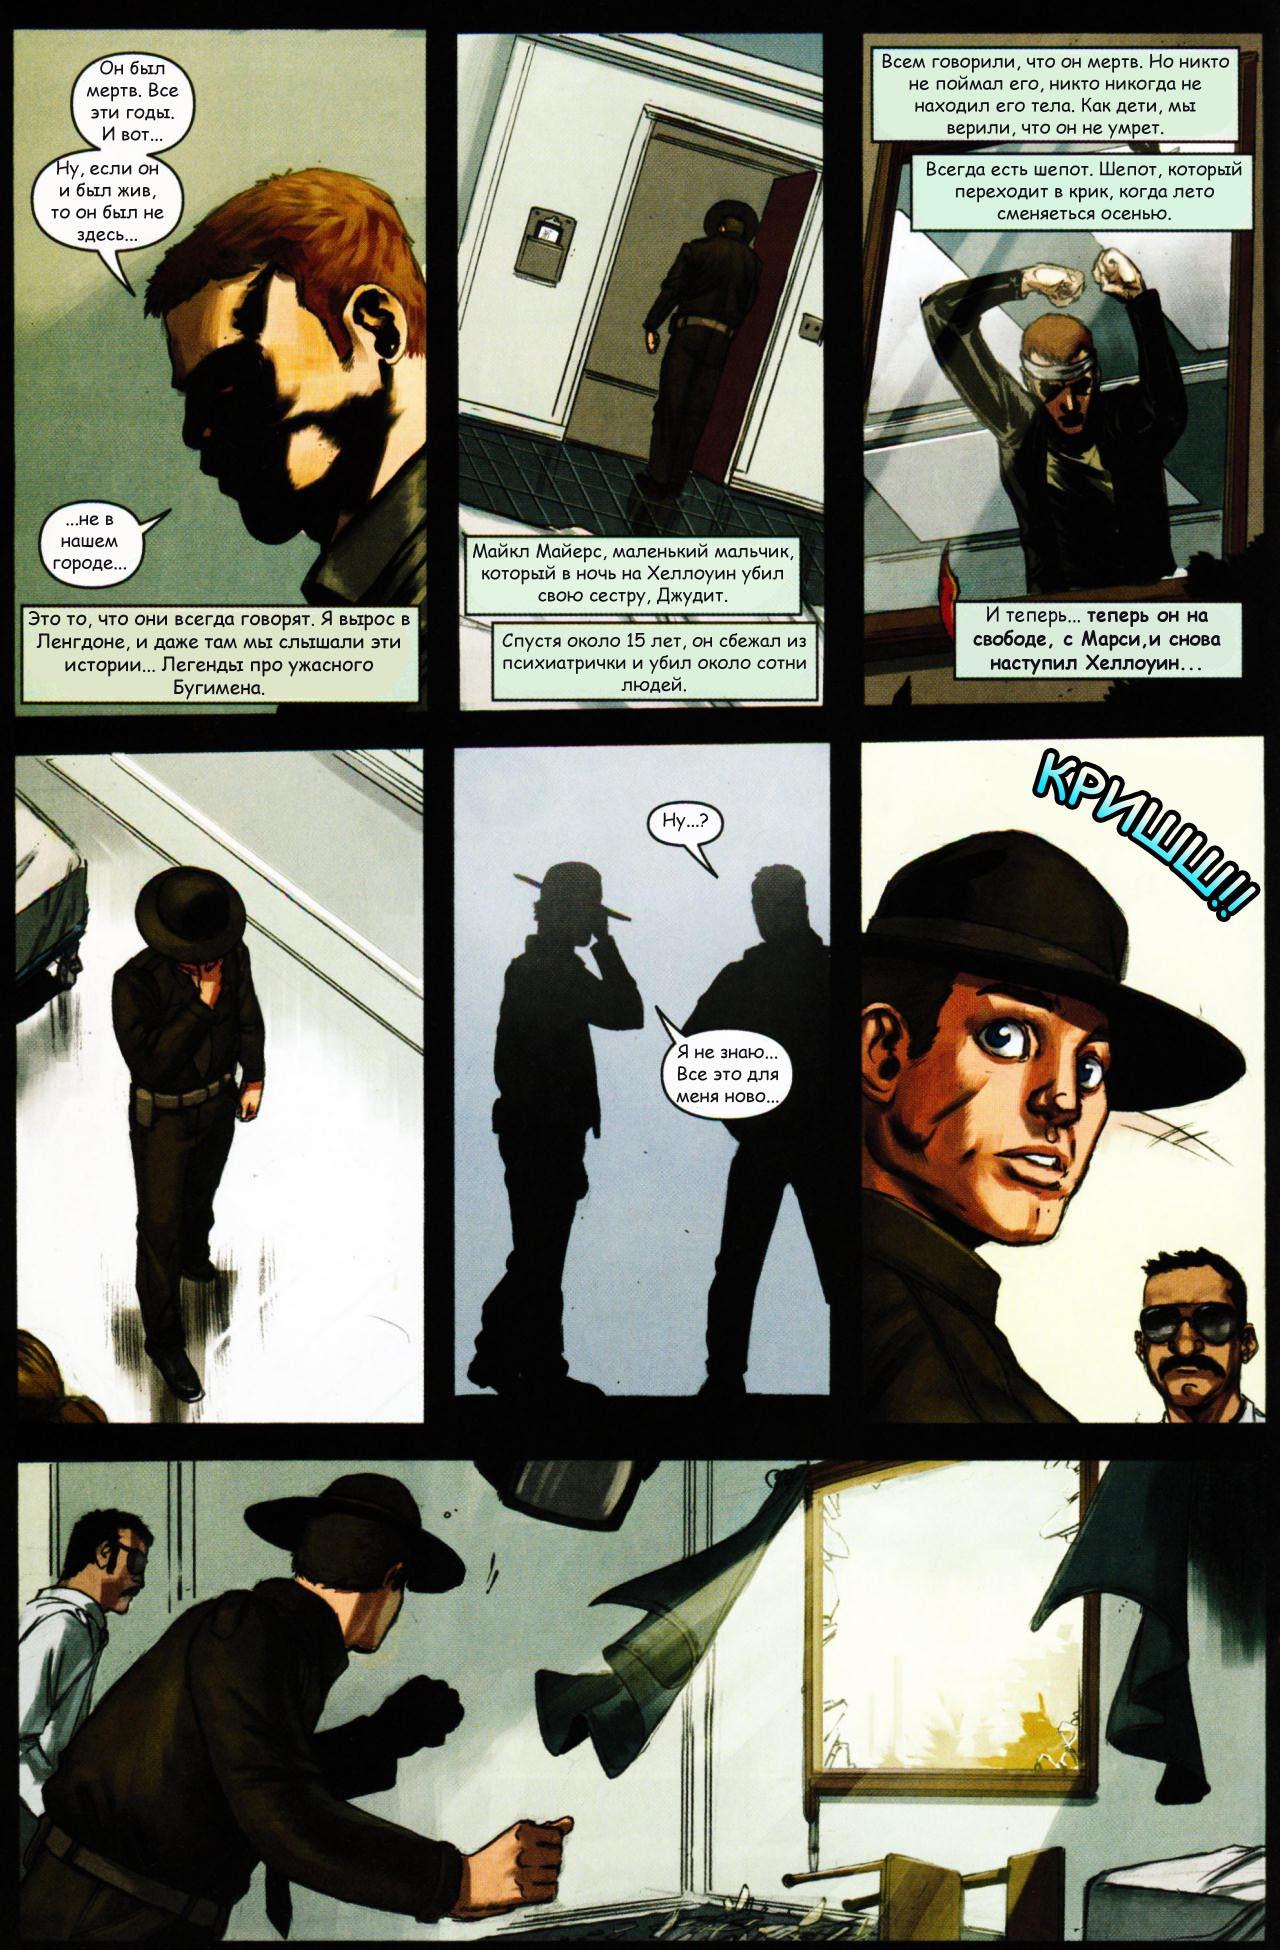 Он был
мертв. Все
эти годы.
И вот...
Ну, если он
и был жив,
то он был не
здесь...
...не в
нашем
городе...
Это то, что они всегда говорят. Я вырос в
Ленгдоне, и даже там мы слышали эти
истории... Легенды про ужасного
Бугимена.
Майкл Майерс, маленький мальчик,
который в ночь на Хеллоуин убил
свою сестру, Джудит.
Спустя около 15 лет, он сбежал из
психиатрички и убил около сотни
людей.
Всем говорили, что он мертв. Но никто
не поймал его, никто никогда не
находил его тела. Как дети, мы
верили, что он не умрет.
Всегда есть шепот. Шепот, который
переходит в крик, когда лето
сменяеться осенью.
И теперь... теперь он на
свободе, с Марси,и снова
наступил Хеллоуин...
Ну...?
Я не знаю...
Все это для
меня ново...
КРИШШ!!!